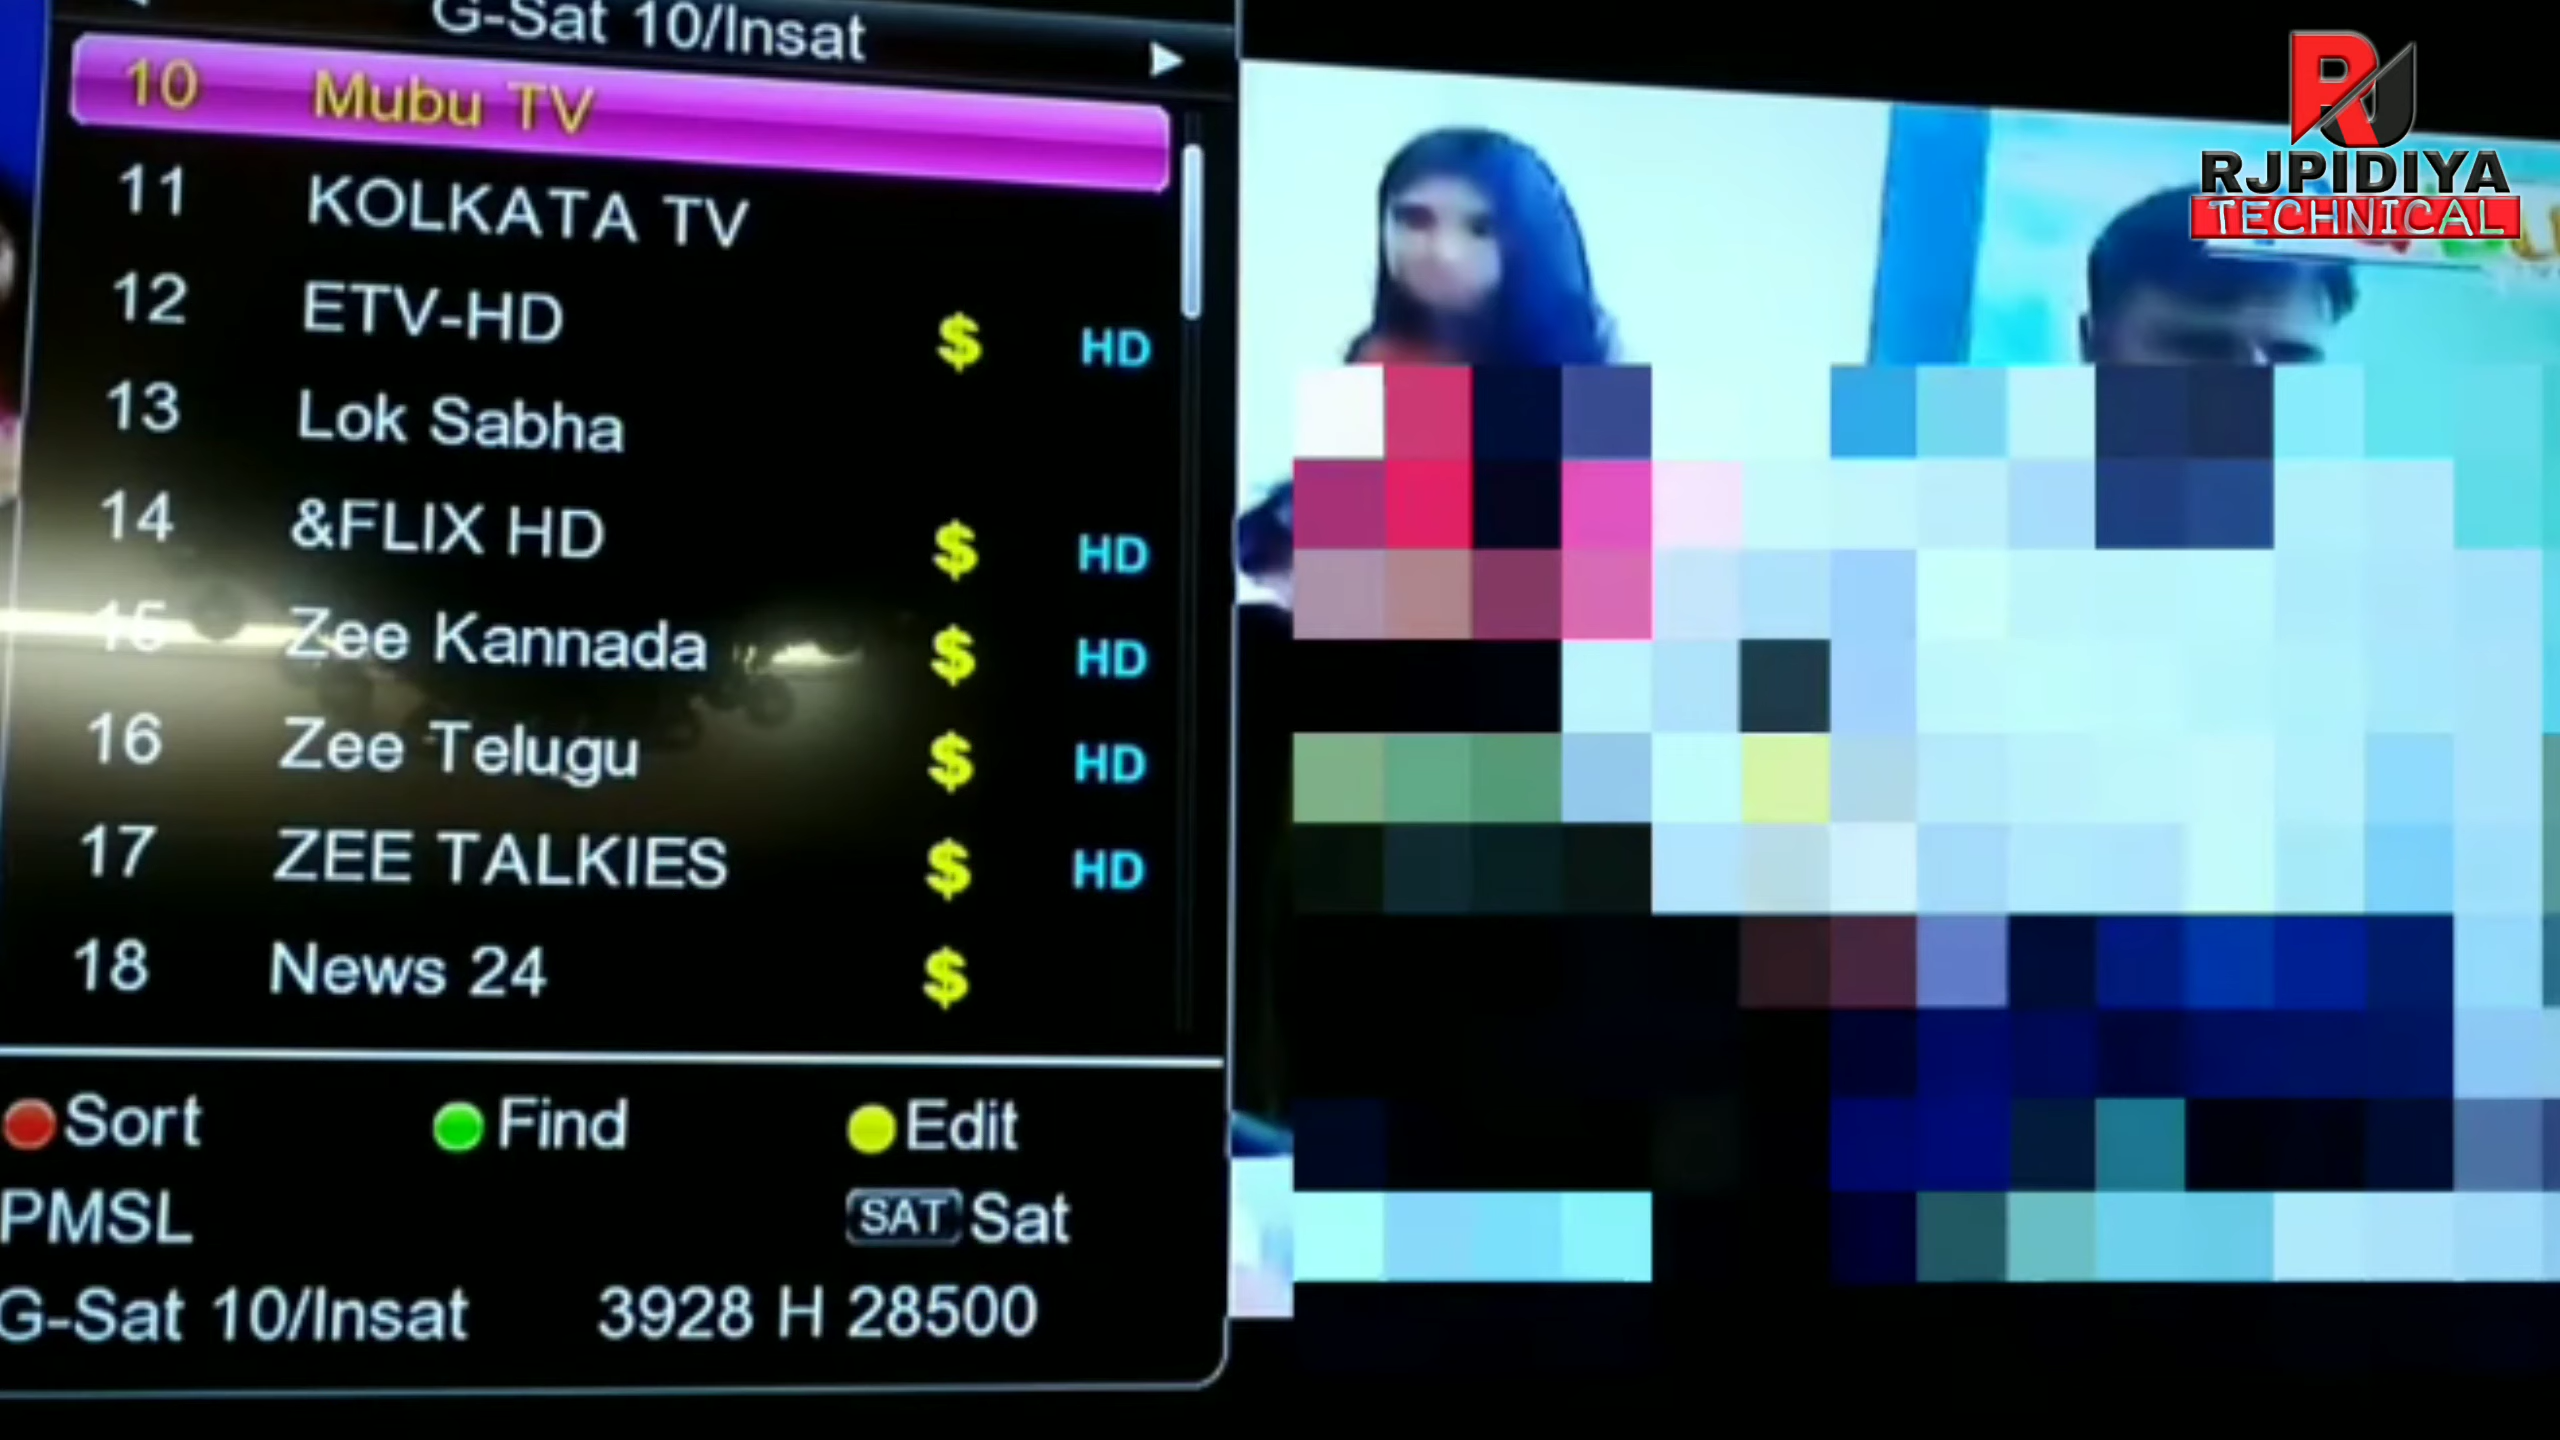 G-Sat 10/Insat
10 Mubu TV
11 KOLKATA TV
12 ETV-HD $ HD
13 Lok Sabha
14 &FLIX HD $ HD
15 Zee Kannada $ HD
16 Zee Telugu $ HD
17 ZEE TALKIES $ HD
18 News 24 $
Sort Find Edit
PMSL SAT Sat
G-Sat 10/Insat 3928 H 28500
RJ
RJPIDIYA
TECHNICAL